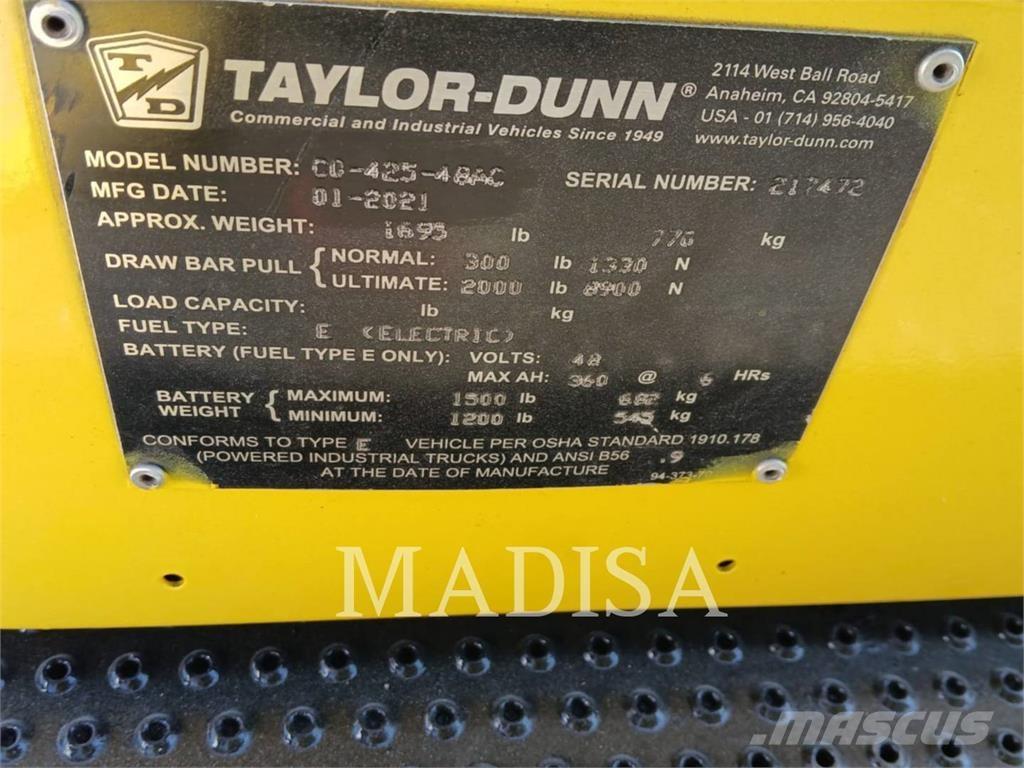 TD
TAYLOR-DUNN®
Commercial and Industrial Vehicles Since 1949
2114 West Ball Road
Anaheim, CA 92804-5417
USA - 01 (714) 956-4040
www.taylor-dunn.com
MODEL NUMBER: CO-425-48AC SERIAL NUMBER: 217472
MFG DATE: 01-2021
APPROX. WEIGHT: 1695 lb 770 kg
DRAW BAR PULL { NORMAL: 300 lb 1330 N
ULTIMATE: 2000 lb 8900 N
LOAD CAPACITY: lb kg
FUEL TYPE: E (ELECTRIC)
BATTERY (FUEL TYPE E ONLY): VOLTS: 48
MAX AH: 360 @ 6 HRs
BATTERY WEIGHT { MAXIMUM: 1500 lb 682 kg
MINIMUM: 1200 lb 545 kg
CONFORMS TO TYPE E VEHICLE PER OSHA STANDARD 1910.178
(POWERED INDUSTRIAL TRUCKS) AND ANSI B56 .9
AT THE DATE OF MANUFACTURE
94-373-
MADISA
MASCUS